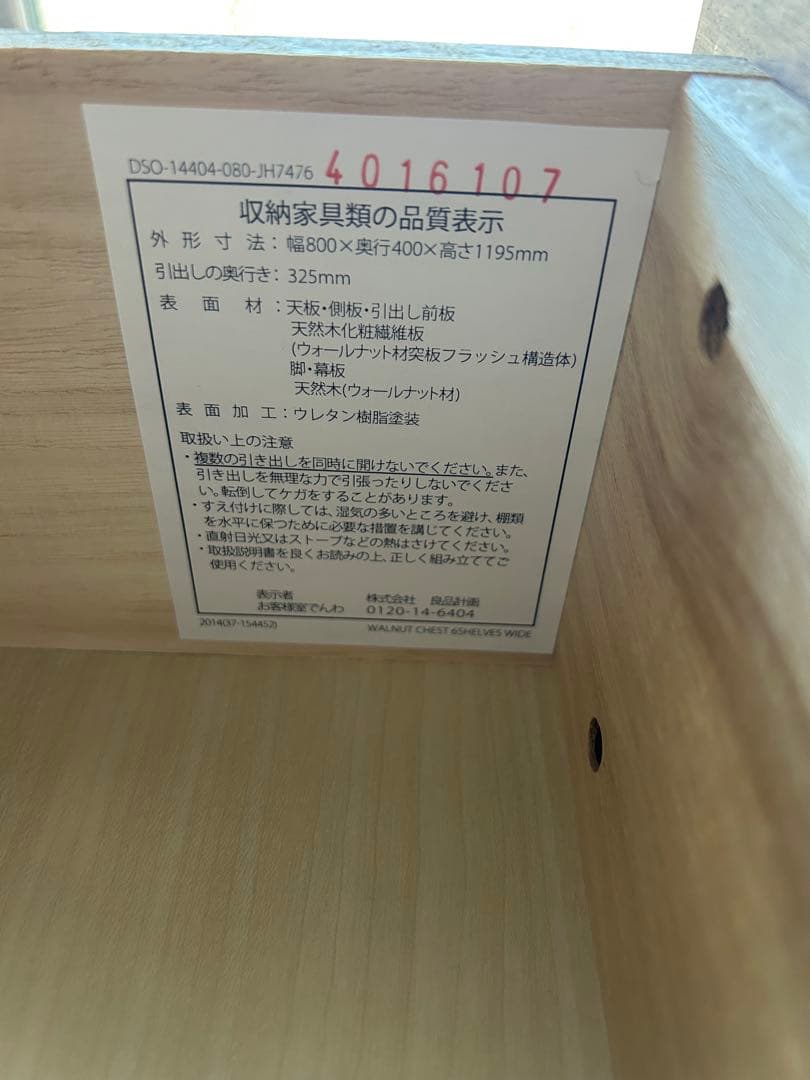 DSO-14404-080-JH7476 4016107
収納家具類の品質表示
外形寸法：幅800×奥行400×高さ1195mm
引出しの奥行き：325mm
表面材：天板・側板・引出し前板
天然木化粧繊維板
(ウォールナット材突板フラッシュ構造体)
脚・幕板
天然木(ウォールナット材)
表面加工：ウレタン樹脂塗装
取扱い上の注意
・複数の引き出しを同時に開けないでください。また、
引き出しを無理な力で引張ったりしないでくださ
い。転倒してケガをすることがあります。
・すえ付けに際しては、湿気の多いところを避け、棚類
を水平に保つために必要な措置を講じてください。
・直射日光又はストーブなどの熱はさけてください。
・取扱説明書を良くお読みの上、正しく組み立ててご
使用ください。
表示者 株式会社 良品計画
お客様室でんわ 0120-14-6404
2014(37-154452) WALNUT CHEST 6SHELVES WIDE